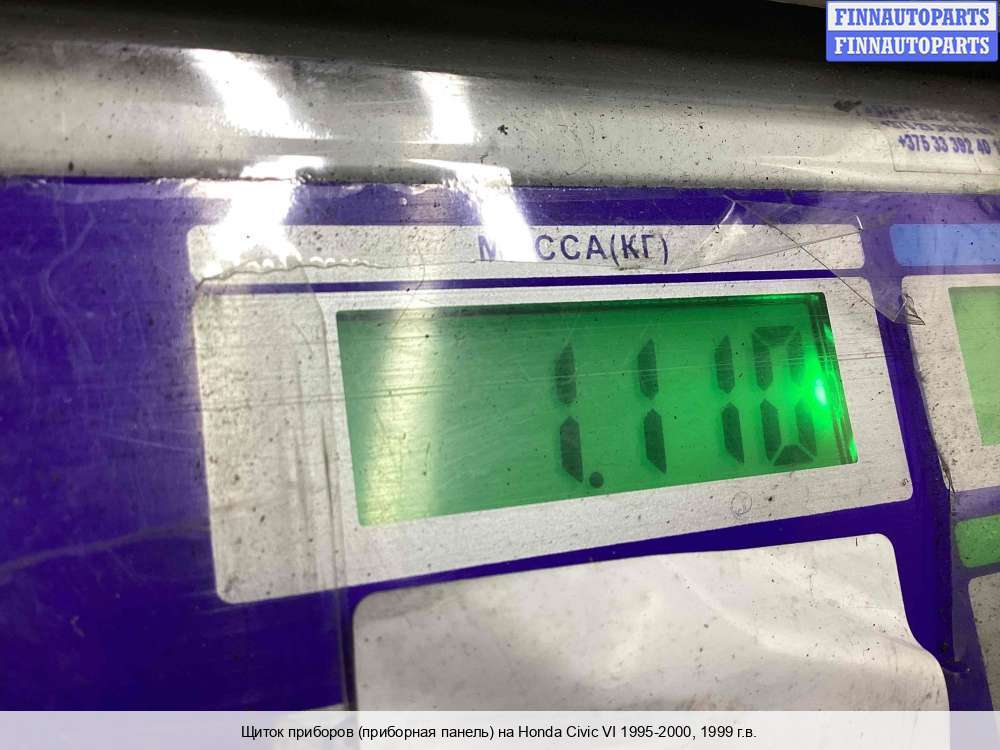 FINNAUTOPARTS
FINNAUTOPARTS
+375 33 392 40
МАССА(КГ)
1.110
Щиток приборов (приборная панель) на Honda Civic VI 1995-2000, 1999 г.в.